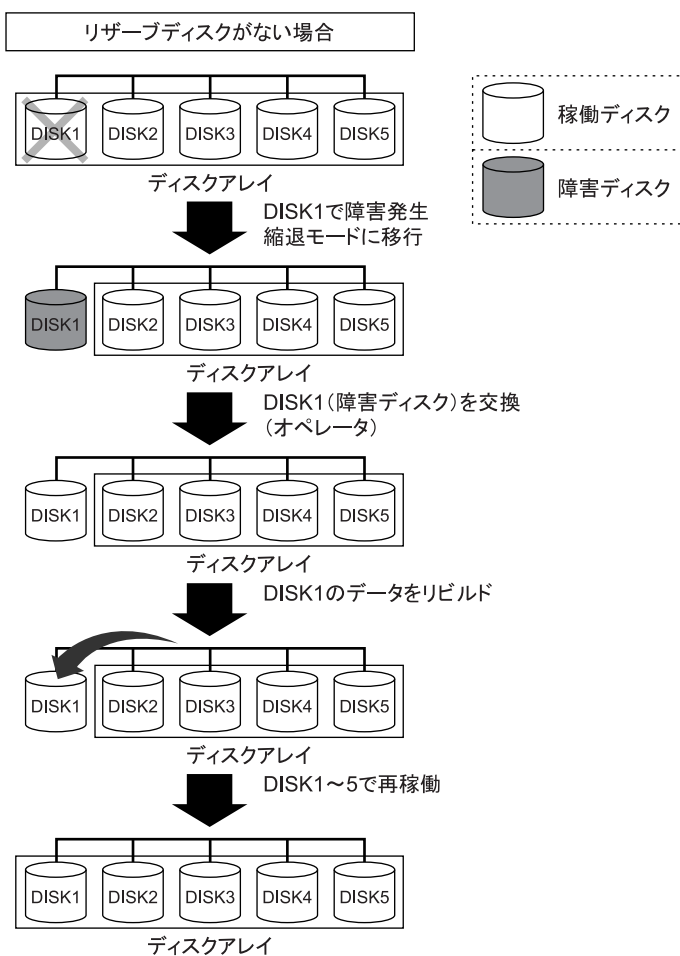 リザーブディスクがない場合
DISK1 DISK2 DISK3 DISK4 DISK5
ディスクアレイ
稼働ディスク
障害ディスク
DISK1で障害発生
縮退モードに移行
DISK1 DISK2 DISK3 DISK4 DISK5
ディスクアレイ
DISK1（障害ディスク）を交換
（オペレータ）
DISK1 DISK2 DISK3 DISK4 DISK5
ディスクアレイ
DISK1のデータをリビルド
DISK1 DISK2 DISK3 DISK4 DISK5
ディスクアレイ
DISK1～5で再稼働
DISK1 DISK2 DISK3 DISK4 DISK5
ディスクアレイ